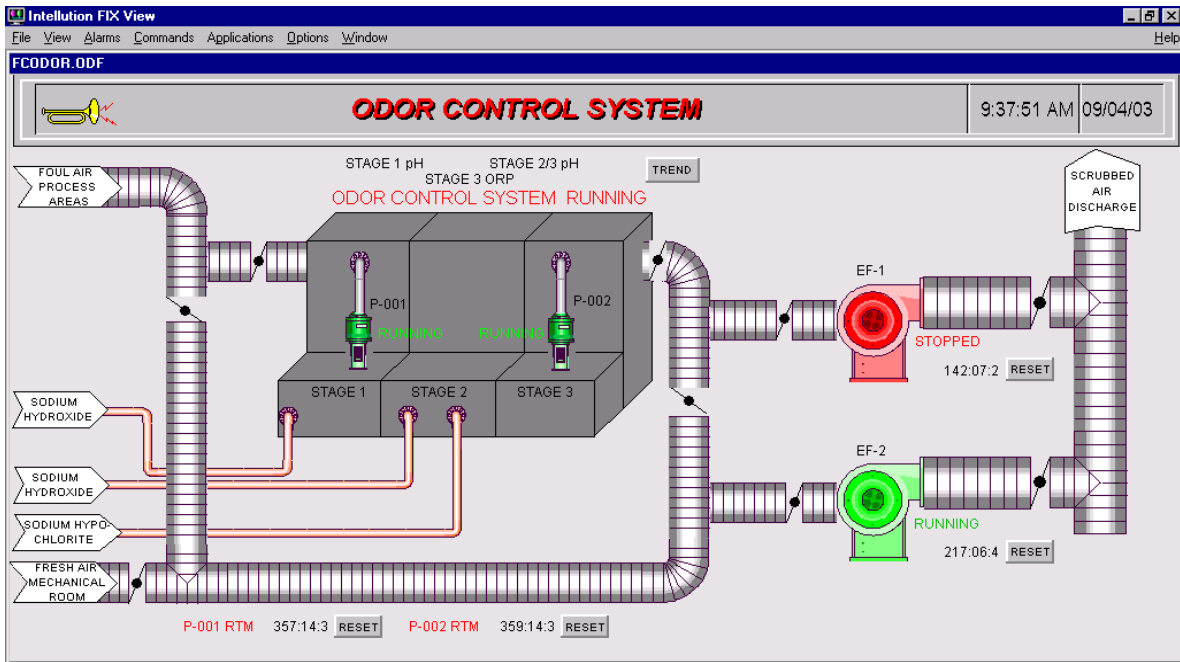 Intellution FIX View
File View Alarms Commands Applications Options Window Help
FCODOR.ODF
ODOR CONTROL SYSTEM
9:37:51 AM 09/04/03
FOUL AIR
PROCESS
AREAS
STAGE 1 pH STAGE 2/3 pH
STAGE 3 ORP
TREND
ODOR CONTROL SYSTEM RUNNING
SCRUBBED
AIR
DISCHARGE
P-001
RUNNING
P-002
RUNNING
EF-1
STOPPED
142:07:2 RESET
STAGE 1 STAGE 2 STAGE 3
SODIUM
HYDROXIDE
SODIUM
HYDROXIDE
SODIUM HYPO-
CHLORITE
FRESH AIR
MECHANICAL
ROOM
EF-2
RUNNING
217:06:4 RESET
P-001 RTM 357:14:3 RESET P-002 RTM 359:14:3 RESET